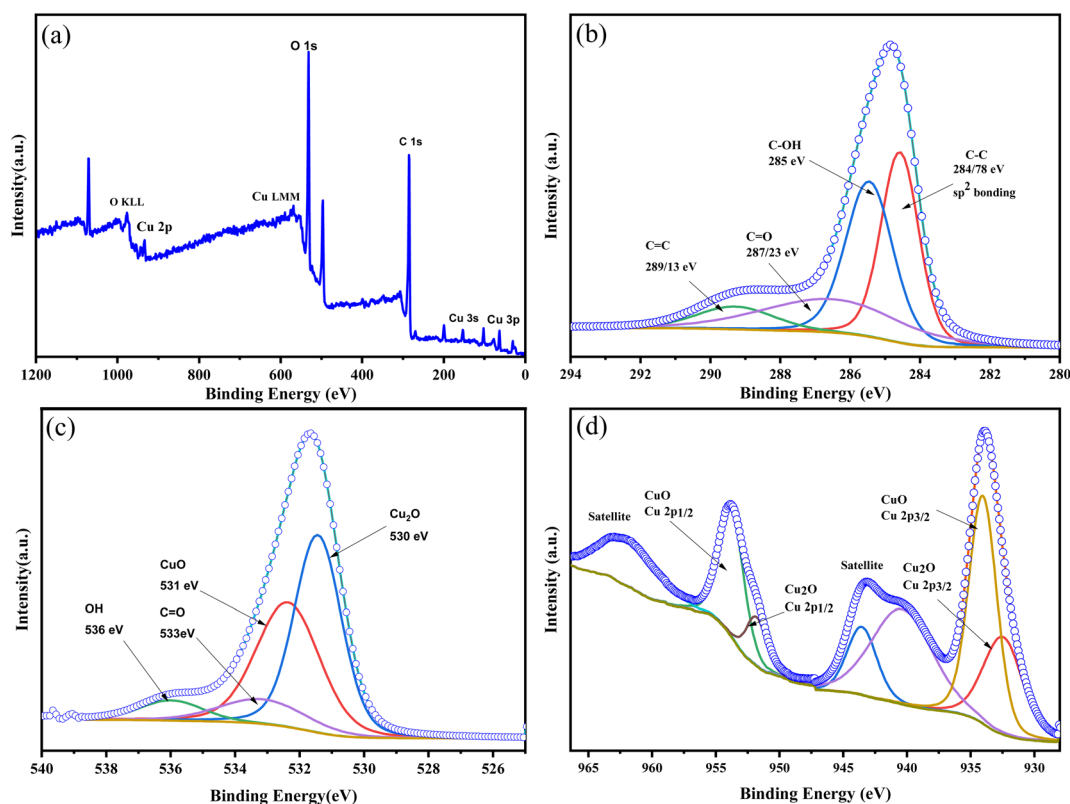 (a)
O 1s
C 1s
O KLL
Cu 2p
Cu LMM
Cu 3s
Cu 3p
Intensity(a.u.)
1200
1000
800
600
400
200
0
Binding Energy (eV)
(b)
C-OH
285 eV
C-C
284/78 eV
sp² bonding
C=C
289/13 eV
C=O
287/23 eV
Intensity (a.u.)
294
292
290
288
286
284
282
280
Binding Energy (eV)
(c)
Cu₂O
530 eV
CuO
531 eV
OH
536 eV
C=O
533eV
Intensity(a.u.)
540
538
536
534
532
530
528
526
Binding Energy(eV)
(d)
CuO
Cu 2p1/2
Satellite
Cu2O
Cu 2p1/2
Satellite
CuO
Cu 2p3/2
Cu2O
Cu 2p3/2
Intensity (a.u.)
965
960
955
950
945
940
935
930
Binding Energy (eV)